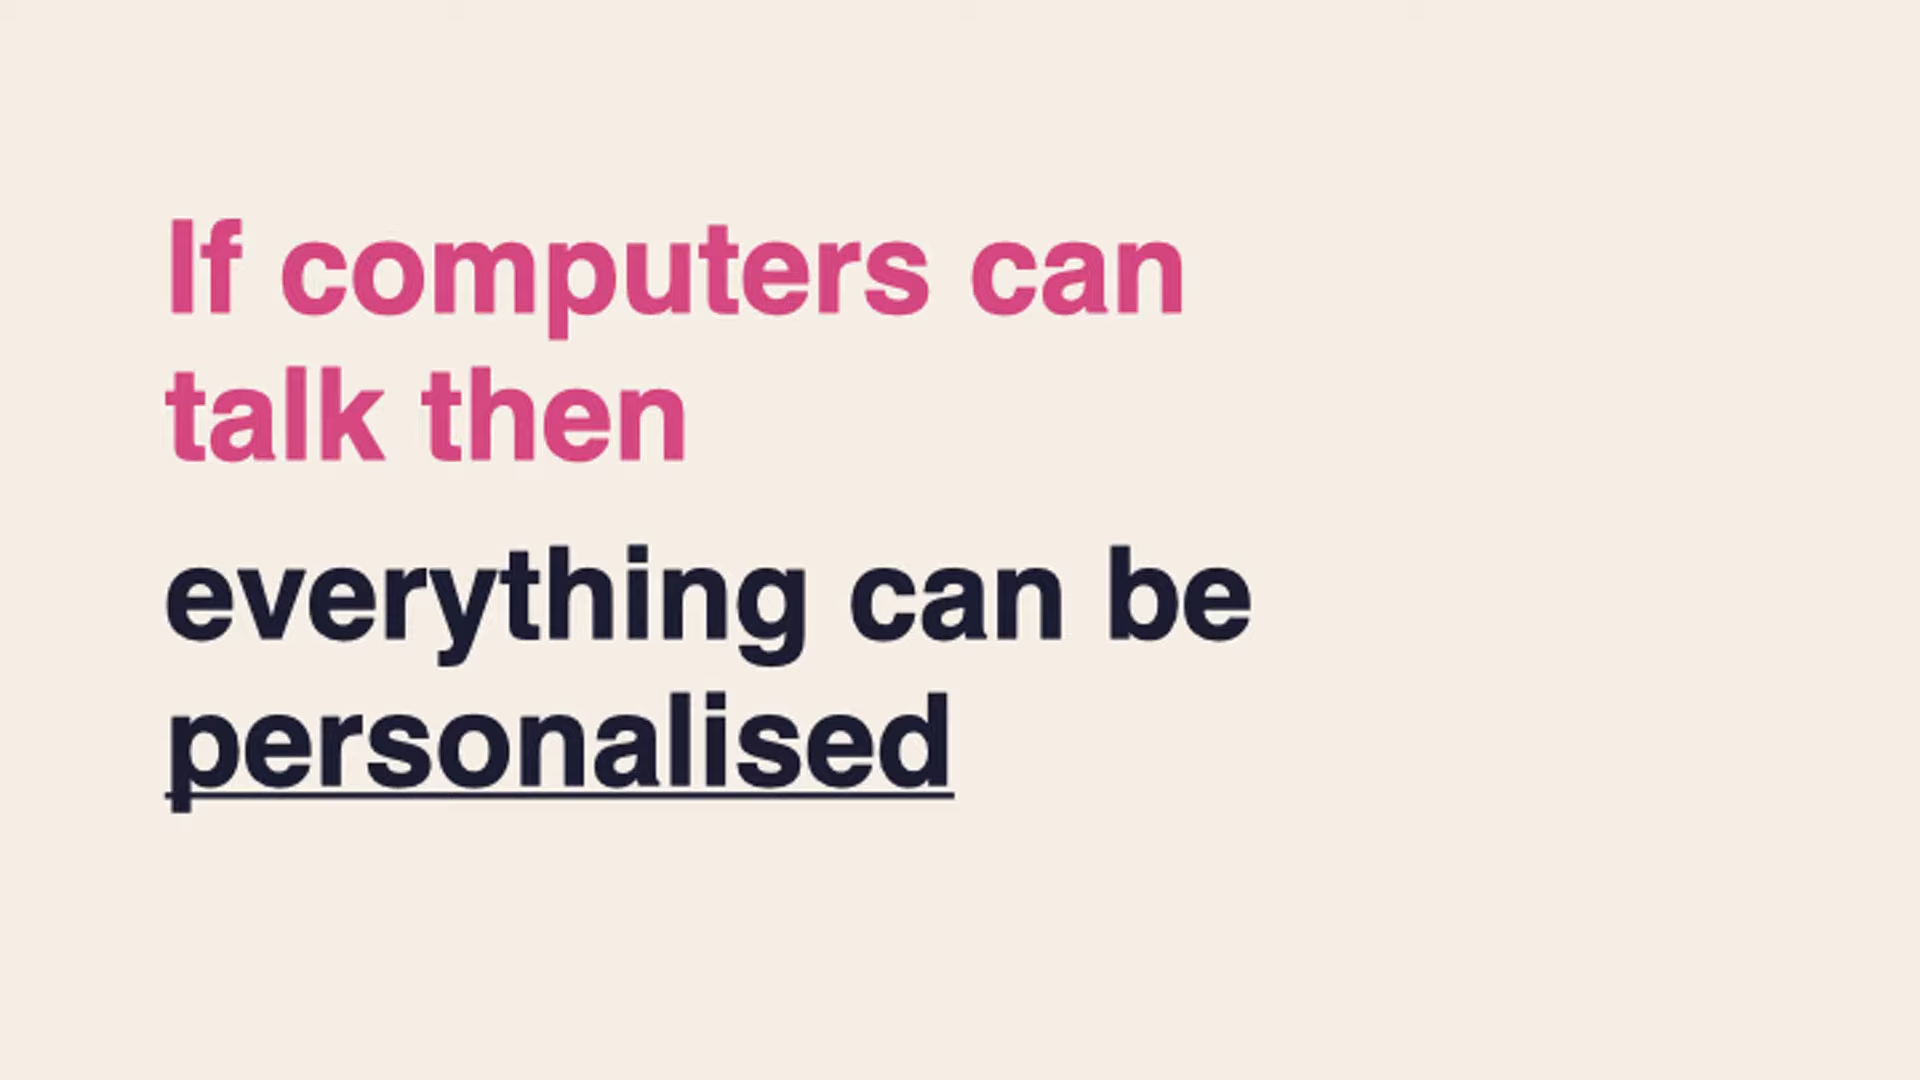 If computers can
talk then
everything can be
personalised